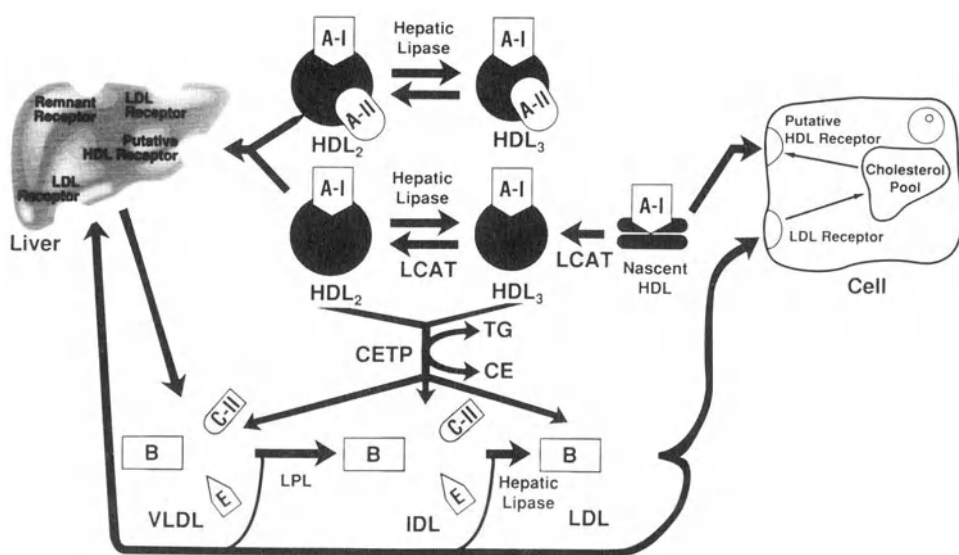 A-I
Hepatic
Lipase
A-I
A-II
HDL₂
A-II
HDL₃
Remnant
Receptor
LDL
Receptor
Putative
HDL Receptor
LDL
Receptor
Liver
A-I
Hepatic
Lipase
LCAT
A-I
HDL₂
HDL₃
LCAT
A-I
Nascent
HDL
Putative
HDL Receptor
Cholesterol
Pool
LDL Receptor
Cell
CETP
TG
CE
C-II
B
E
VLDL
LPL
B
C-II
E
IDL
Hepatic
Lipase
B
LDL